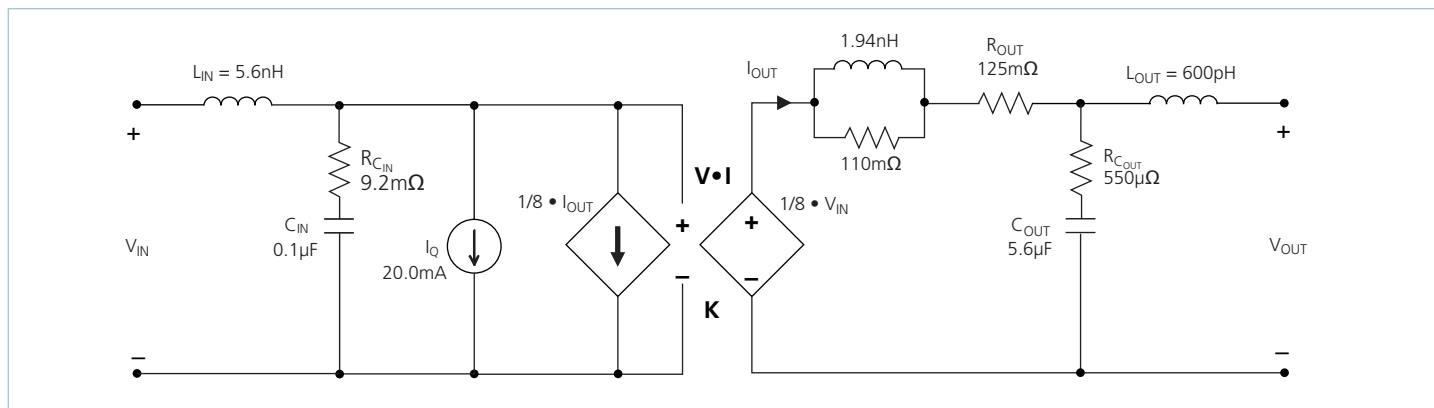 L_IN = 5.6nH
+
R_C_IN
9.2mΩ
C_IN
0.1µF
V_IN
−
I_Q
20.0mA
1/8 • I_OUT
V•I
+
−
K
1/8 • V_IN
+
−
I_OUT
1.94nH
110mΩ
R_OUT
125mΩ
L_OUT = 600pH
R_C_OUT
550µΩ
C_OUT
5.6µF
+
V_OUT
−